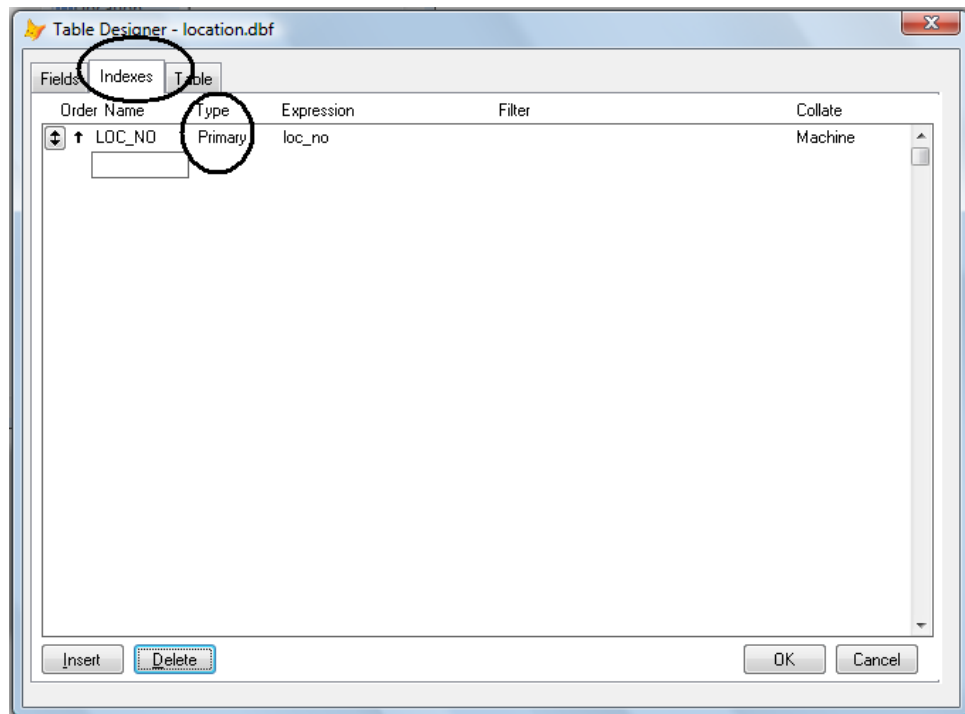 Table Designer - location.dbf
Fields Indexes Table
Order Name Type Expression Filter Collate
LOC_NO Primary loc_no Machine
Insert Delete OK Cancel